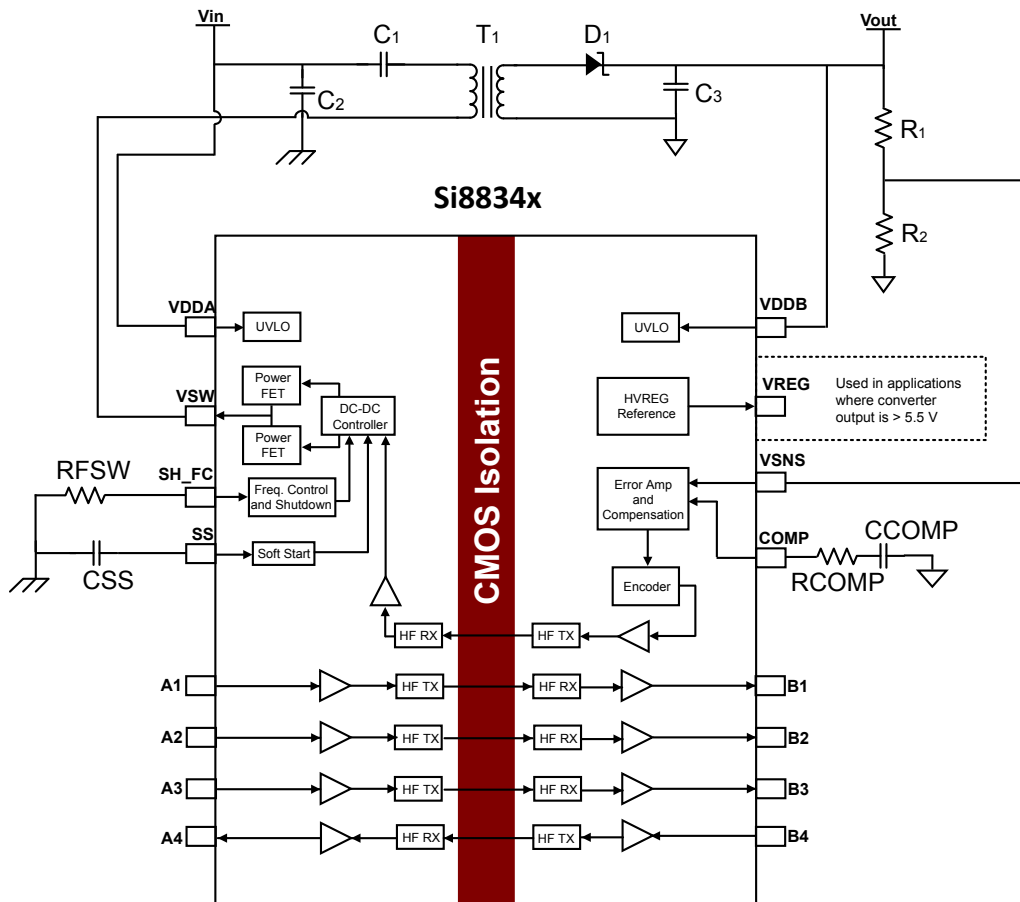 Vin
Vout
C1
T1
D1
C2
C3
R1
R2
Si8834x
CMOS Isolation
VDDA
UVLO
UVLO
VDDB
Power
FET
VSW
DC-DC
Controller
Power
FET
HVREG
Reference
VREG
Used in applications
where converter
output is > 5.5 V
RFSW
SH_FC
Freq. Control
and Shutdown
Error Amp
and
Compensation
VSNS
SS
CSS
Soft Start
COMP
CCOMP
RCOMP
Encoder
HF RX
HF TX
A1
HF TX
HF RX
B1
A2
HF TX
HF RX
B2
A3
HF TX
HF RX
B3
A4
HF RX
HF TX
B4